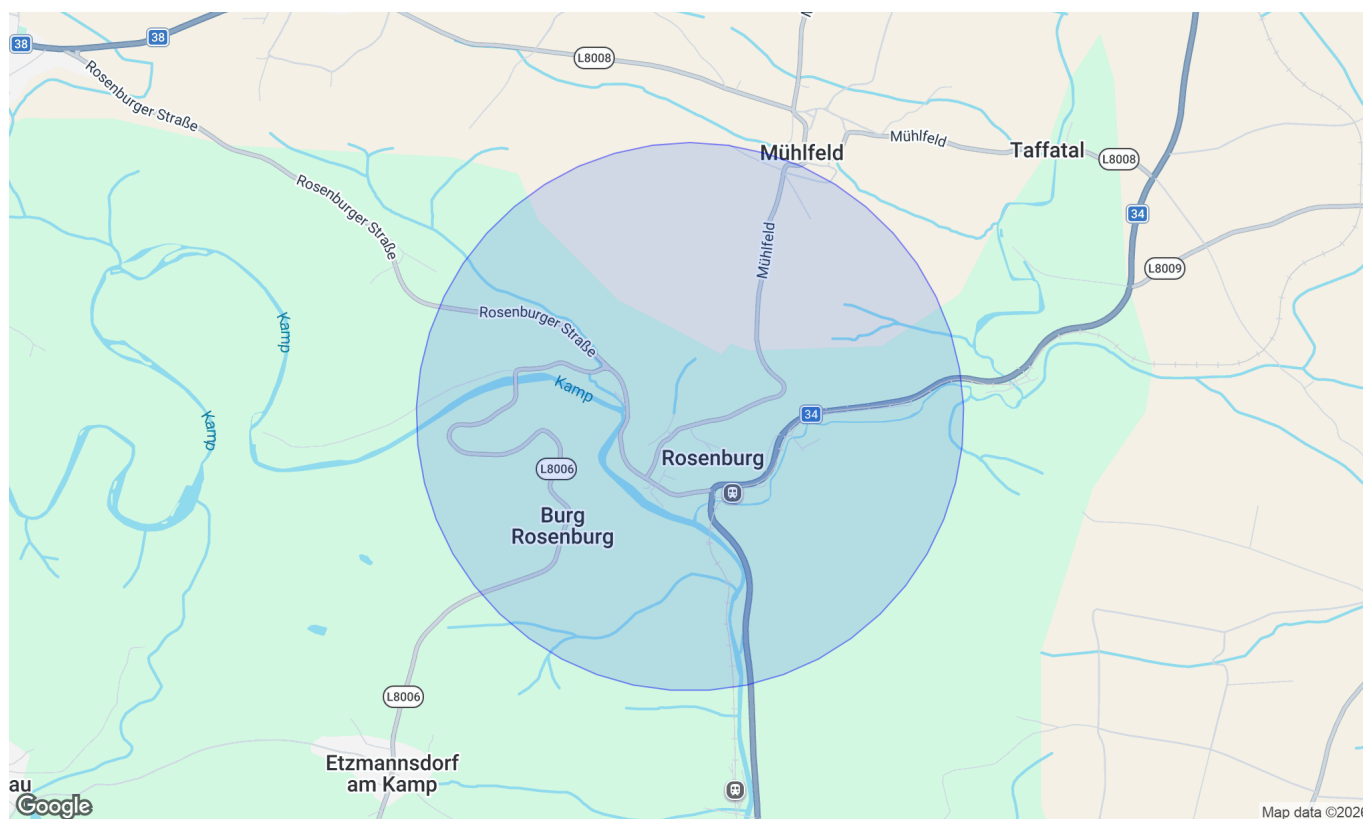 38
38
Rosenburger Straße
L8008
Mühlfeld
Mühlfeld
Taffatal
L8008
Rosenburger Straße
34
Mühlfeld
L8009
Kamp
Rosenburger Straße
Kamp
Kamp
34
Rosenburg
L8006
Burg
Rosenburg
L8006
Etzmannsdorf
am Kamp
au
Google
Map data ©2026